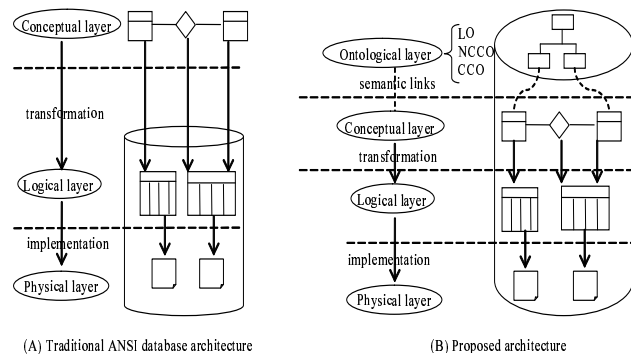 Conceptual layer
transformation
Logical layer
implementation
Physical layer
(A) Traditional ANSI database architecture
Ontological layer
LO
NCCO
CCO
semantic links
Conceptual layer
transformation
Logical layer
implementation
Physical layer
(B) Proposed architecture